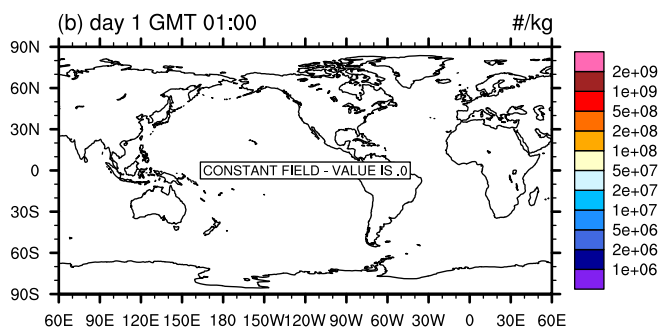 (b) day 1 GMT 01:00 #/kg
90N
60N
30N
0
30S
60S
90S
CONSTANT FIELD - VALUE IS .0
60E 90E 120E 150E 180E 150W 120W 90W 60W 30W 0 30E 60E
2e+09
1e+09
5e+08
2e+08
1e+08
5e+07
2e+07
1e+07
5e+06
2e+06
1e+06